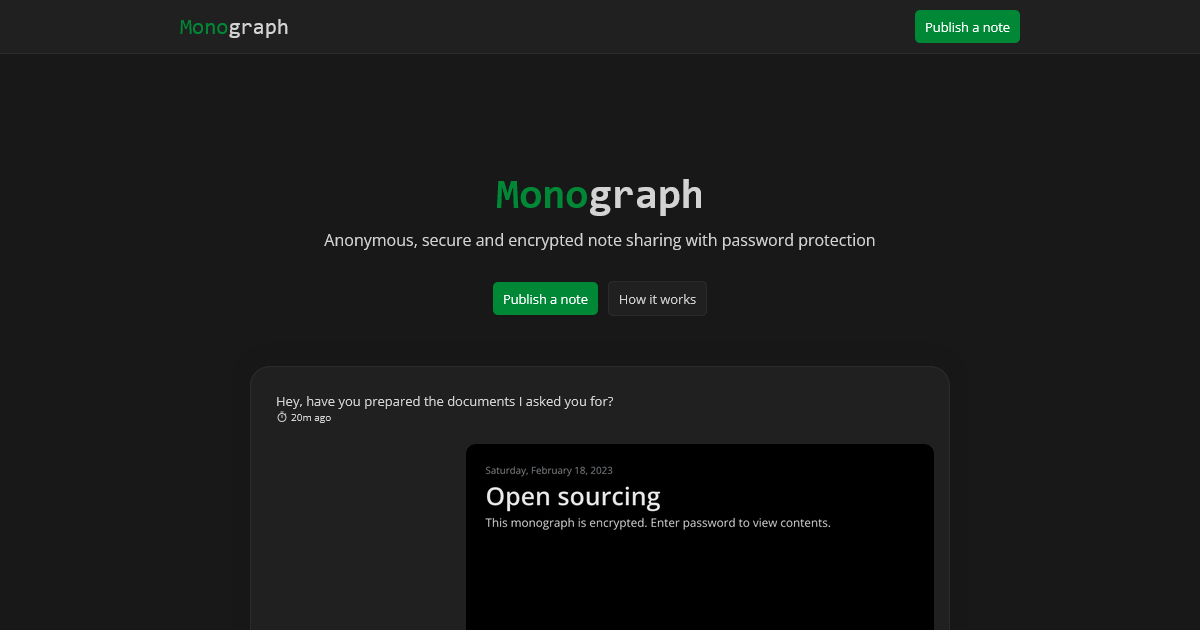 Monograph
Publish a note
Monograph
Anonymous, secure and encrypted note sharing with password protection
Publish a note
How it works
Hey, have you prepared the documents I asked you for?
20m ago
Saturday, February 18, 2023
Open sourcing
This monograph is encrypted. Enter password to view contents.